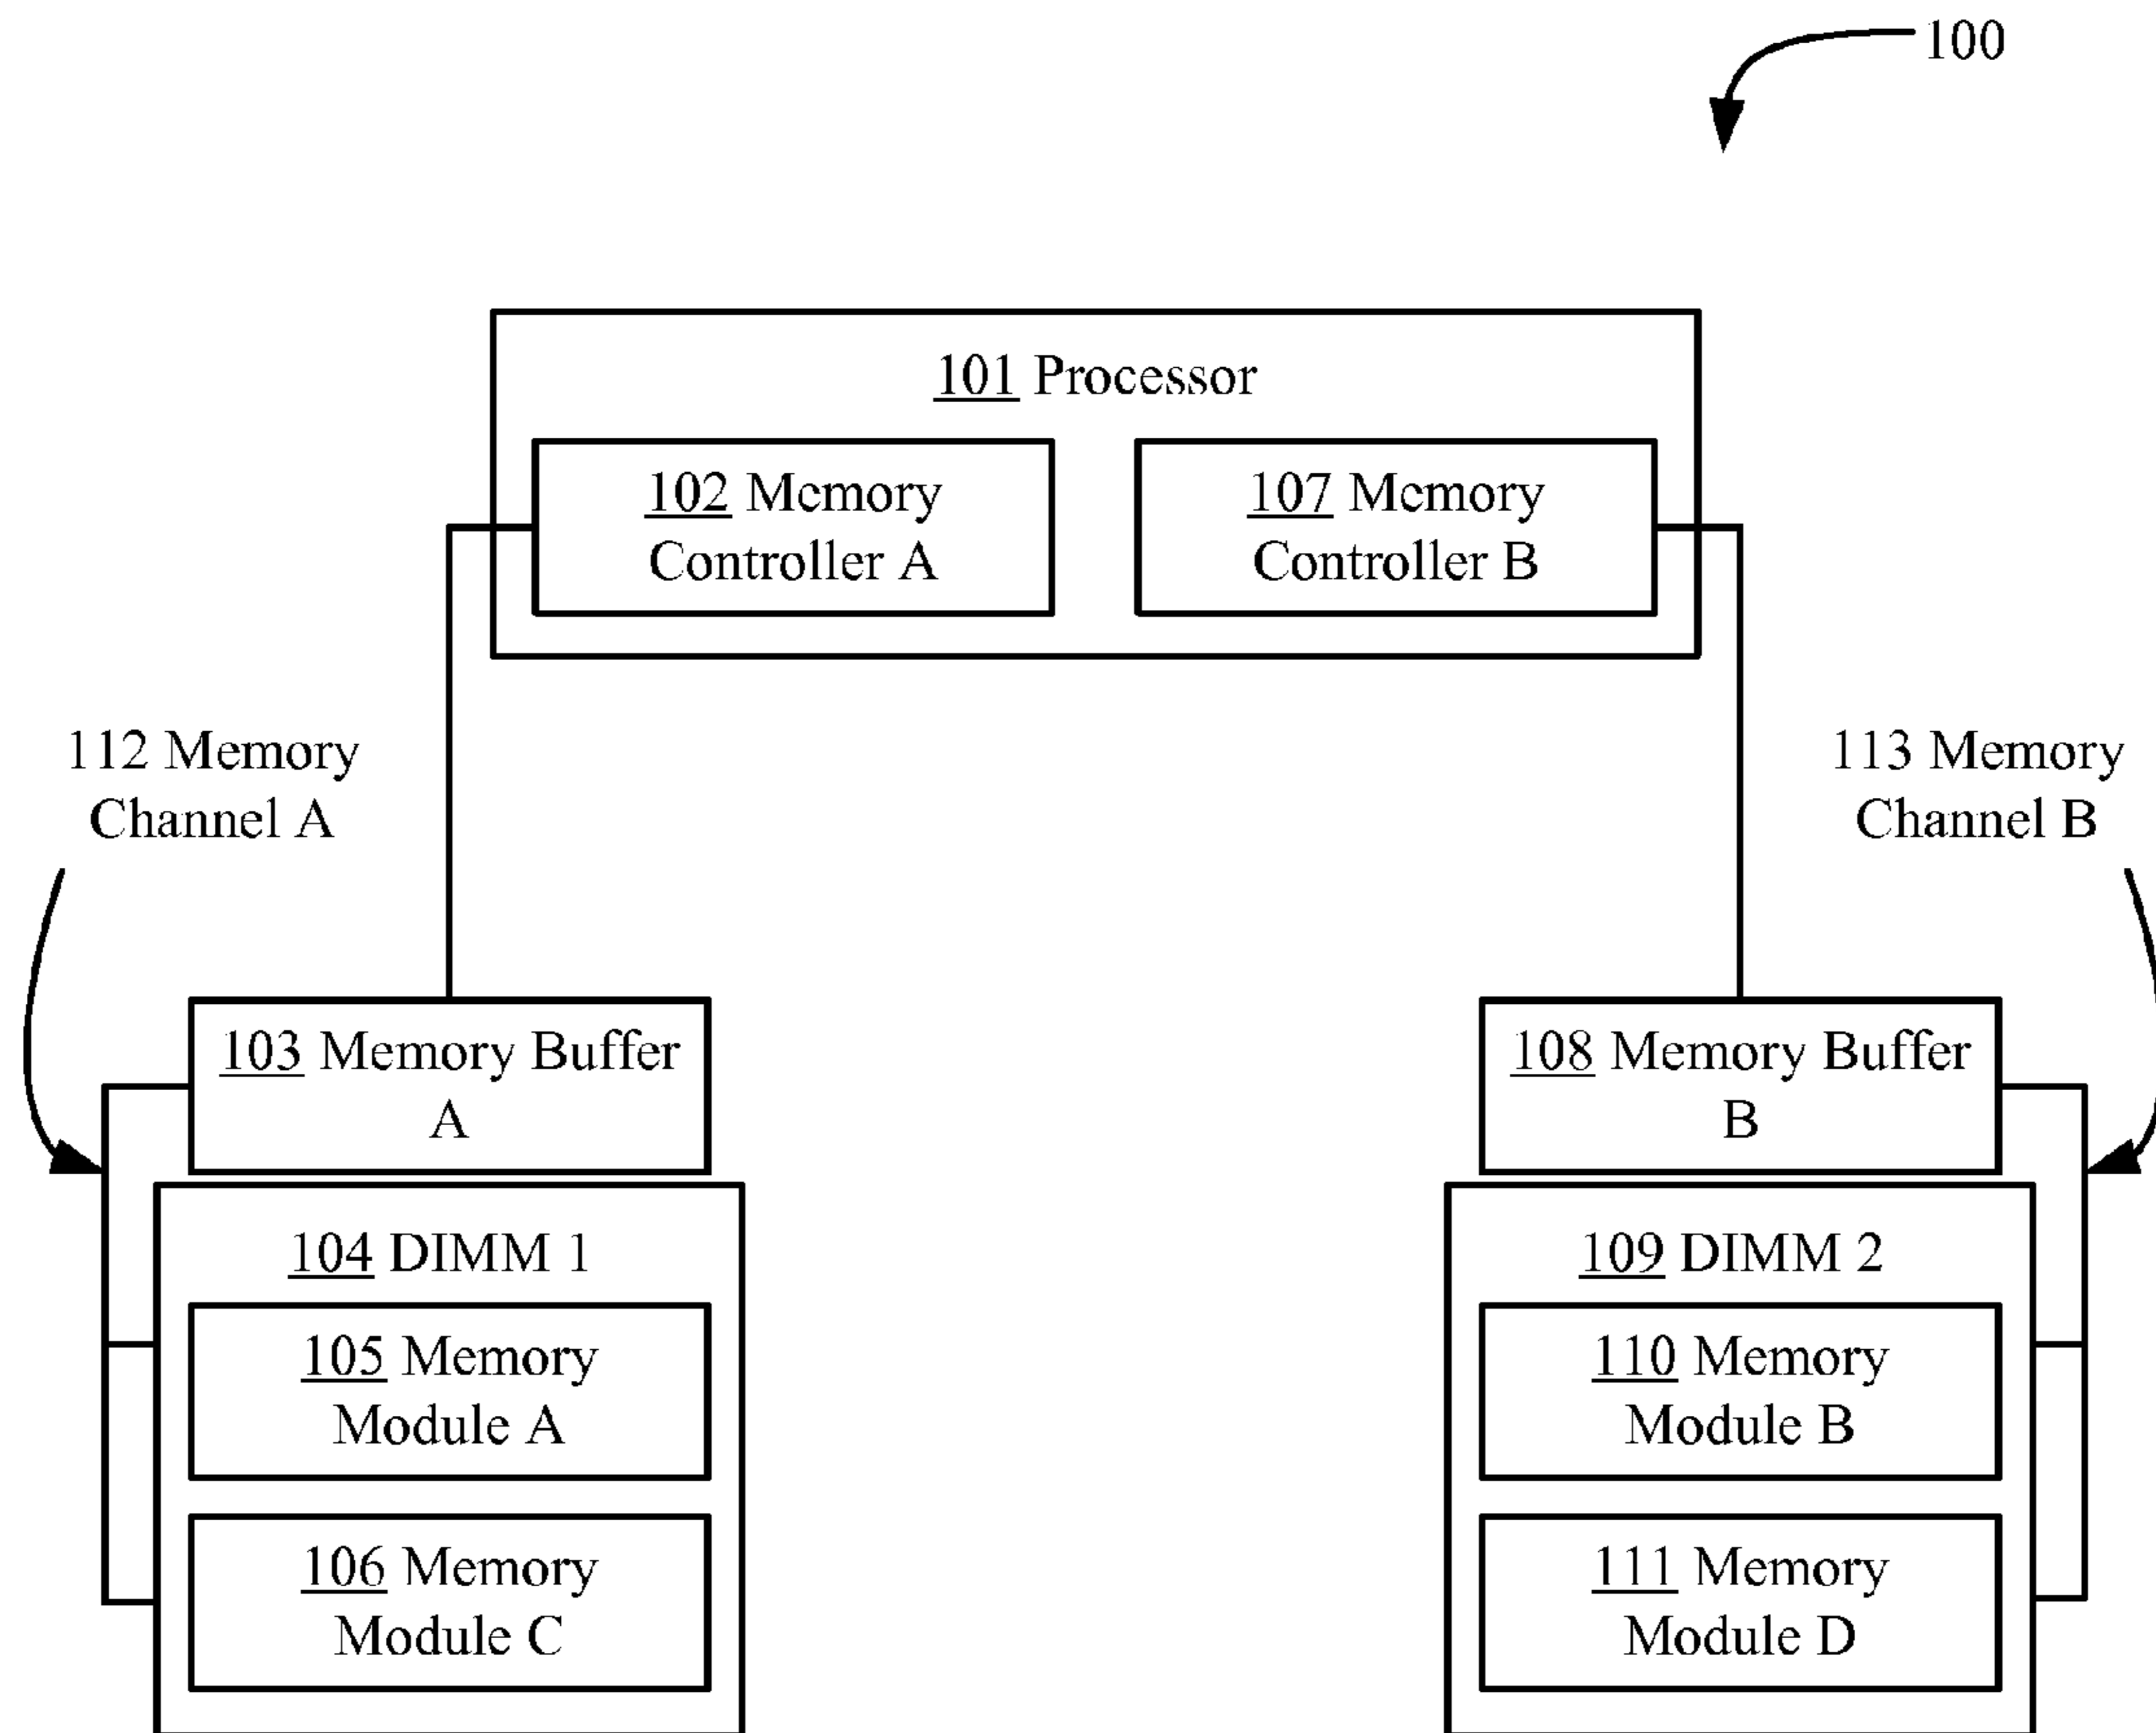 100
101 Processor
102 Memory
Controller A
107 Memory
Controller B
112 Memory
Channel A
113 Memory
Channel B
103 Memory Buffer
A
108 Memory Buffer
B
104 DIMM 1
105 Memory
Module A
106 Memory
Module C
109 DIMM 2
110 Memory
Module B
111 Memory
Module D